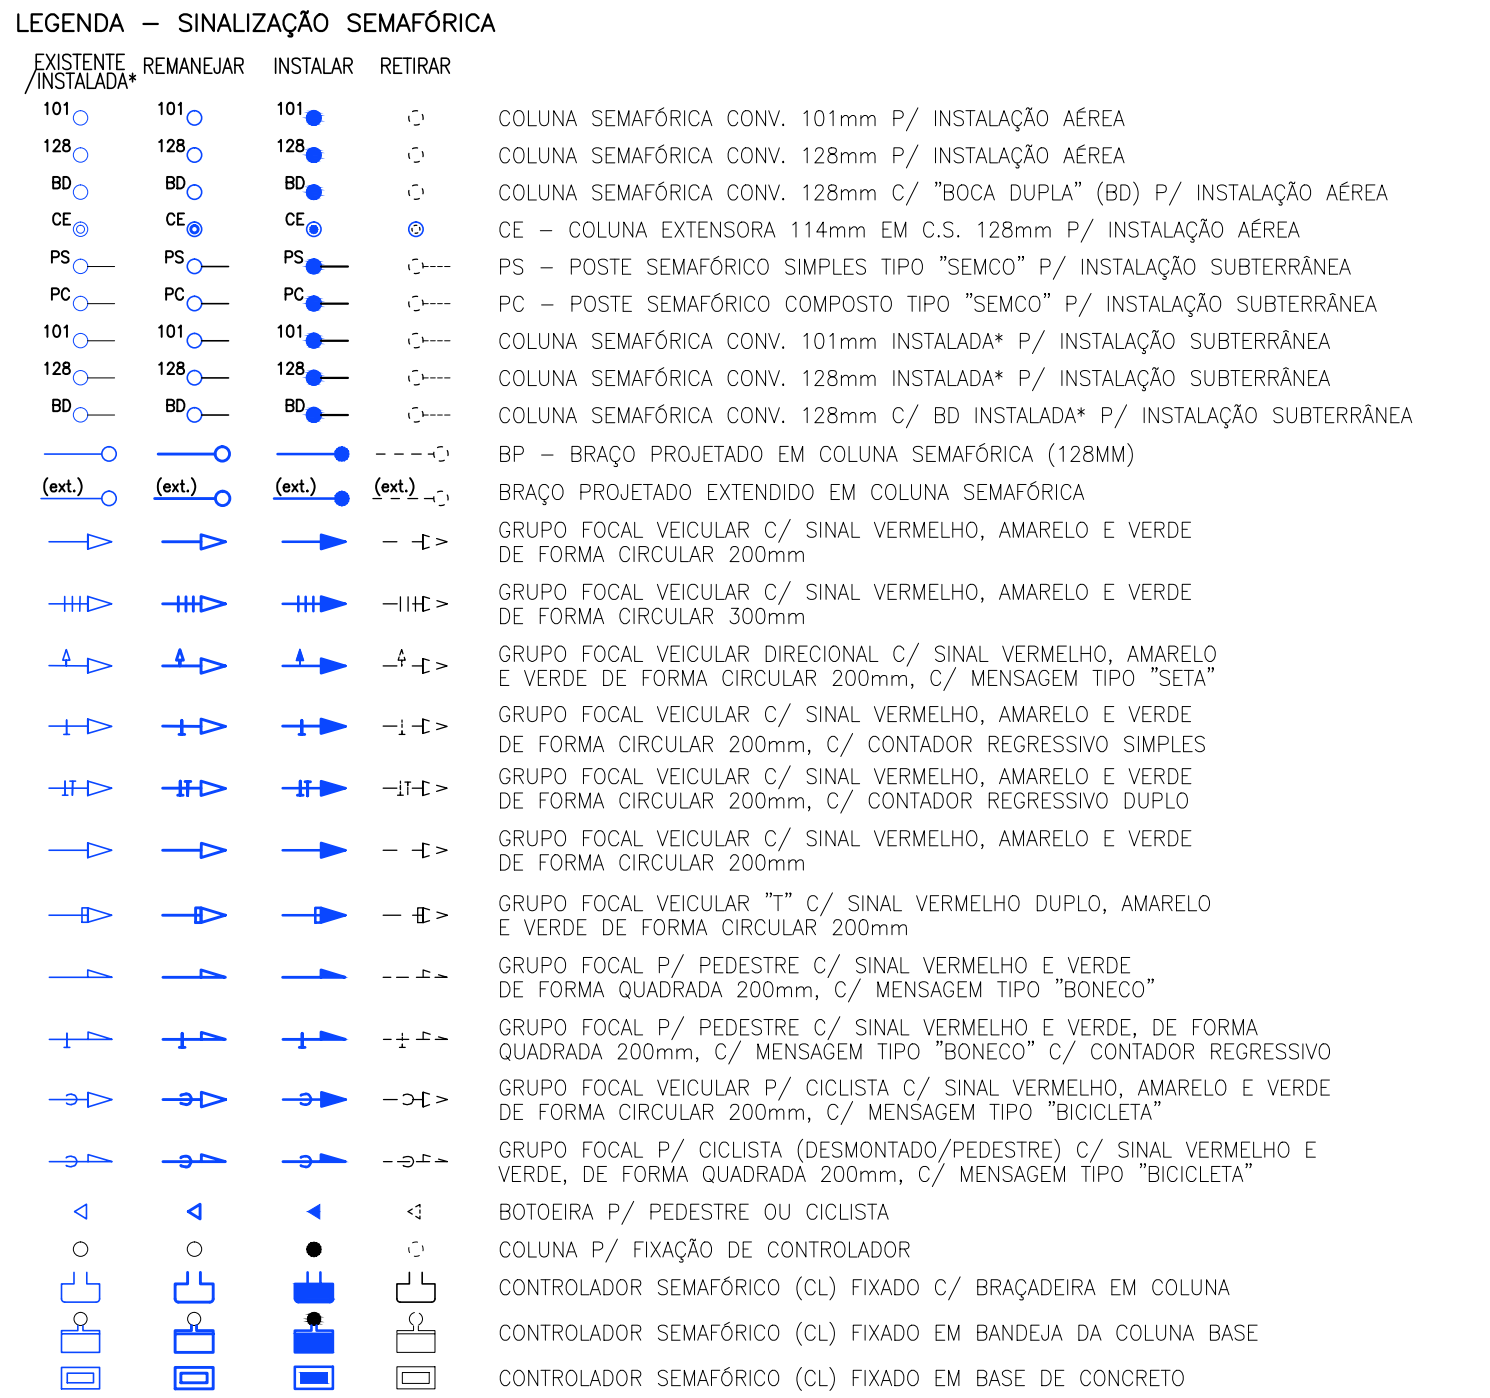 LEGENDA – SINALIZAÇÃO SEMAFÓRICA
EXISTENTE
/INSTALADA* REMANEJAR INSTALAR RETIRAR
101 101 101 COLUNA SEMAFÓRICA CONV. 101mm P/ INSTALAÇÃO AÉREA
128 128 128 COLUNA SEMAFÓRICA CONV. 128mm P/ INSTALAÇÃO AÉREA
BD BD BD COLUNA SEMAFÓRICA CONV. 128mm C/ "BOCA DUPLA" (BD) P/ INSTALAÇÃO AÉREA
CE CE CE CE – COLUNA EXTENSORA 114mm EM C.S. 128mm P/ INSTALAÇÃO AÉREA
PS PS PS PS – POSTE SEMAFÓRICO SIMPLES TIPO "SEMCO" P/ INSTALAÇÃO SUBTERRÂNEA
PC PC PC PC – POSTE SEMAFÓRICO COMPOSTO TIPO "SEMCO" P/ INSTALAÇÃO SUBTERRÂNEA
101 101 101 COLUNA SEMAFÓRICA CONV. 101mm INSTALADA* P/ INSTALAÇÃO SUBTERRÂNEA
128 128 128 COLUNA SEMAFÓRICA CONV. 128mm INSTALADA* P/ INSTALAÇÃO SUBTERRÂNEA
BD BD BD COLUNA SEMAFÓRICA CONV. 128mm C/ BD INSTALADA* P/ INSTALAÇÃO SUBTERRÂNEA
BP – BRAÇO PROJETADO EM COLUNA SEMAFÓRICA (128MM)
(ext.) (ext.) (ext.) (ext.) BRAÇO PROJETADO EXTENDIDO EM COLUNA SEMAFÓRICA
GRUPO FOCAL VEICULAR C/ SINAL VERMELHO, AMARELO E VERDE
DE FORMA CIRCULAR 200mm
GRUPO FOCAL VEICULAR C/ SINAL VERMELHO, AMARELO E VERDE
DE FORMA CIRCULAR 300mm
GRUPO FOCAL VEICULAR DIRECIONAL C/ SINAL VERMELHO, AMARELO
E VERDE DE FORMA CIRCULAR 200mm, C/ MENSAGEM TIPO "SETA"
GRUPO FOCAL VEICULAR C/ SINAL VERMELHO, AMARELO E VERDE
DE FORMA CIRCULAR 200mm, C/ CONTADOR REGRESSIVO SIMPLES
GRUPO FOCAL VEICULAR C/ SINAL VERMELHO, AMARELO E VERDE
DE FORMA CIRCULAR 200mm, C/ CONTADOR REGRESSIVO DUPLO
GRUPO FOCAL VEICULAR C/ SINAL VERMELHO, AMARELO E VERDE
DE FORMA CIRCULAR 200mm
GRUPO FOCAL VEICULAR "T" C/ SINAL VERMELHO DUPLO, AMARELO
E VERDE DE FORMA CIRCULAR 200mm
GRUPO FOCAL P/ PEDESTRE C/ SINAL VERMELHO E VERDE
DE FORMA QUADRADA 200mm, C/ MENSAGEM TIPO "BONECO"
GRUPO FOCAL P/ PEDESTRE C/ SINAL VERMELHO E VERDE, DE FORMA
QUADRADA 200mm, C/ MENSAGEM TIPO "BONECO" C/ CONTADOR REGRESSIVO
GRUPO FOCAL VEICULAR P/ CICLISTA C/ SINAL VERMELHO, AMARELO E VERDE
DE FORMA CIRCULAR 200mm, C/ MENSAGEM TIPO "BICICLETA"
GRUPO FOCAL P/ CICLISTA (DESMONTADO/PEDESTRE) C/ SINAL VERMELHO E
VERDE, DE FORMA QUADRADA 200mm, C/ MENSAGEM TIPO "BICICLETA"
BOTOEIRA P/ PEDESTRE OU CICLISTA
COLUNA P/ FIXAÇÃO DE CONTROLADOR
CONTROLADOR SEMAFÓRICO (CL) FIXADO C/ BRAÇADEIRA EM COLUNA
CONTROLADOR SEMAFÓRICO (CL) FIXADO EM BANDEJA DA COLUNA BASE
CONTROLADOR SEMAFÓRICO (CL) FIXADO EM BASE DE CONCRETO